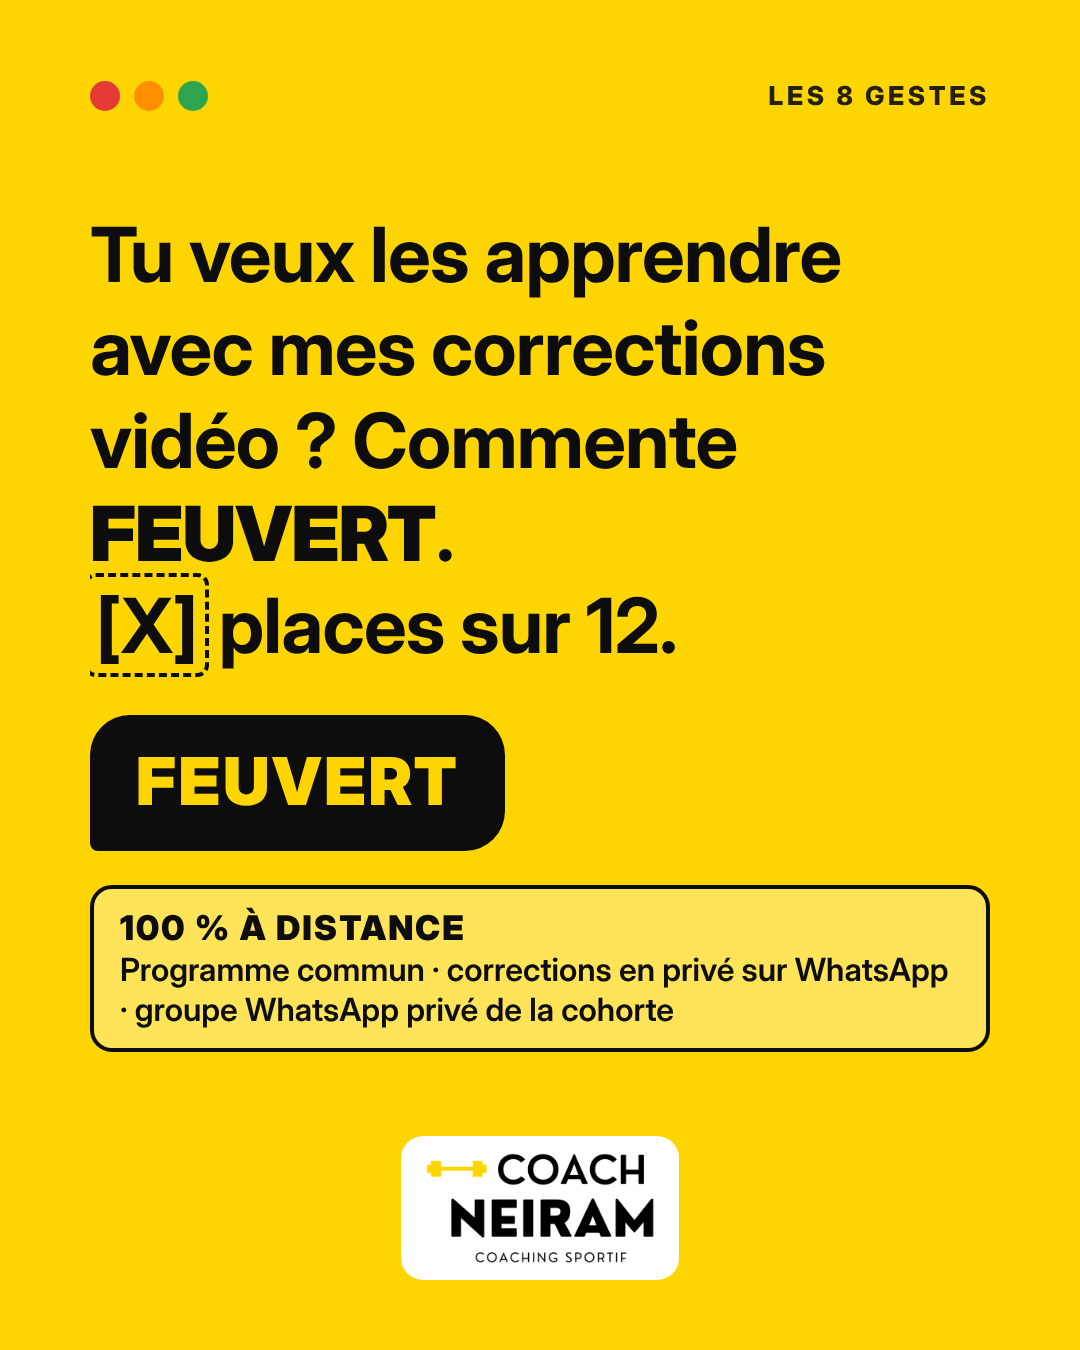 LES 8 GESTES
Tu veux les apprendre
avec mes corrections
vidéo ? Commente
FEUVERT.
[X] places sur 12.
FEUVERT
100 % À DISTANCE
Programme commun · corrections en privé sur WhatsApp
· groupe WhatsApp privé de la cohorte
COACH
NEIRAM
COACHING SPORTIF